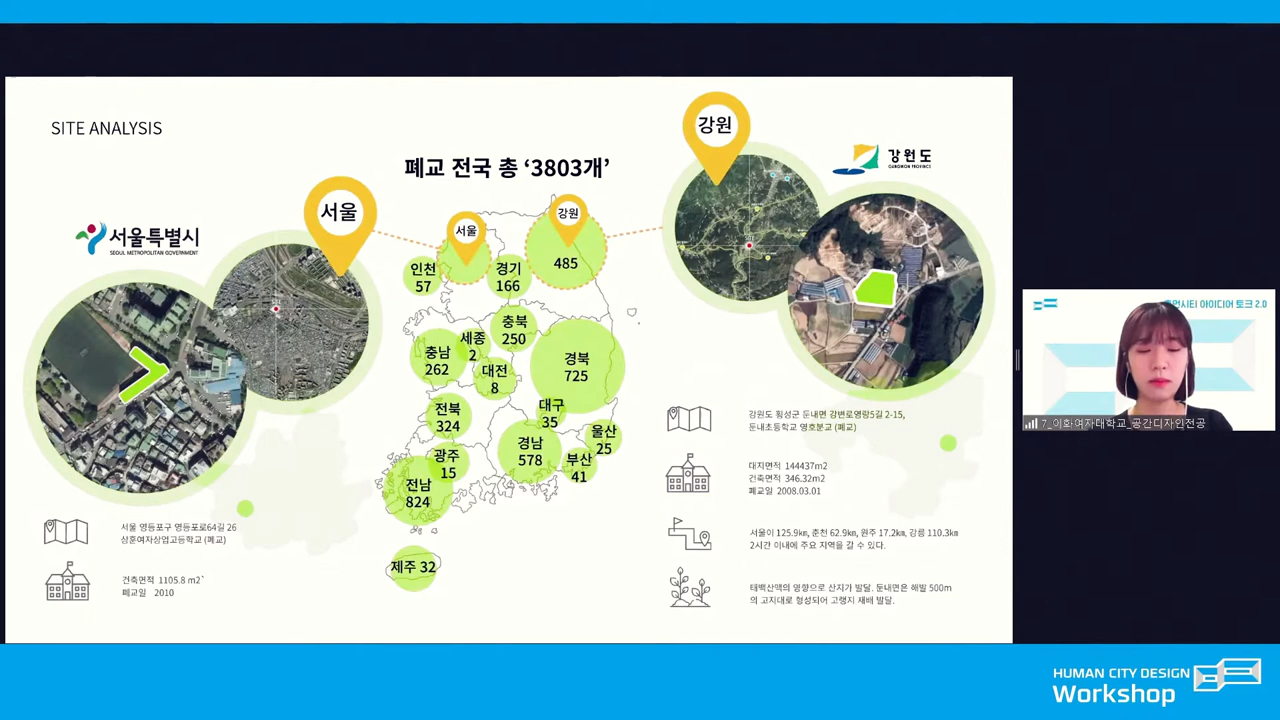 SITE ANALYSIS
폐교 전국 총 ‘3803개’
서울
서울특별시
SEOUL METROPOLITAN GOVERNMENT
서울 영등포구 영등포로64길 26
상훈여자상업고등학교 (폐교)
건축면적 1105.8 m2
폐교일 2010
서울
강원
485
인천
57
경기
166
충북
250
세종
2
충남
262
대전
8
경북
725
대구
35
전북
324
경남
578
울산
25
부산
41
광주
15
전남
824
제주 32
강원
강원도
GANGWON PROVINCE
강원도 횡성군 둔내면 강변로영랑5길 2-15,
둔내초등학교 영호분교 (폐교)
대지면적 144437m2
건축면적 346.32m2
폐교일 2008.03.01
서울이 125.9km, 춘천 62.9km, 원주 17.2km, 강릉 110.3km
2시간 이내에 주요 지역을 갈 수 있다.
태백산맥의 영향으로 산지가 발달. 둔내면은 해발 500m
의 고지대로 형성되어 고랭지 재배 발달.
아이디어 토크 2.0
7_이화여자대학교_공간디자인전공
HUMAN CITY DESIGN
Workshop